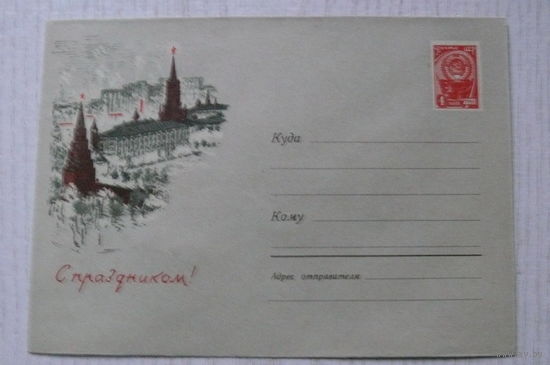 Куда
Кому
С праздником!
Адрес отправителя